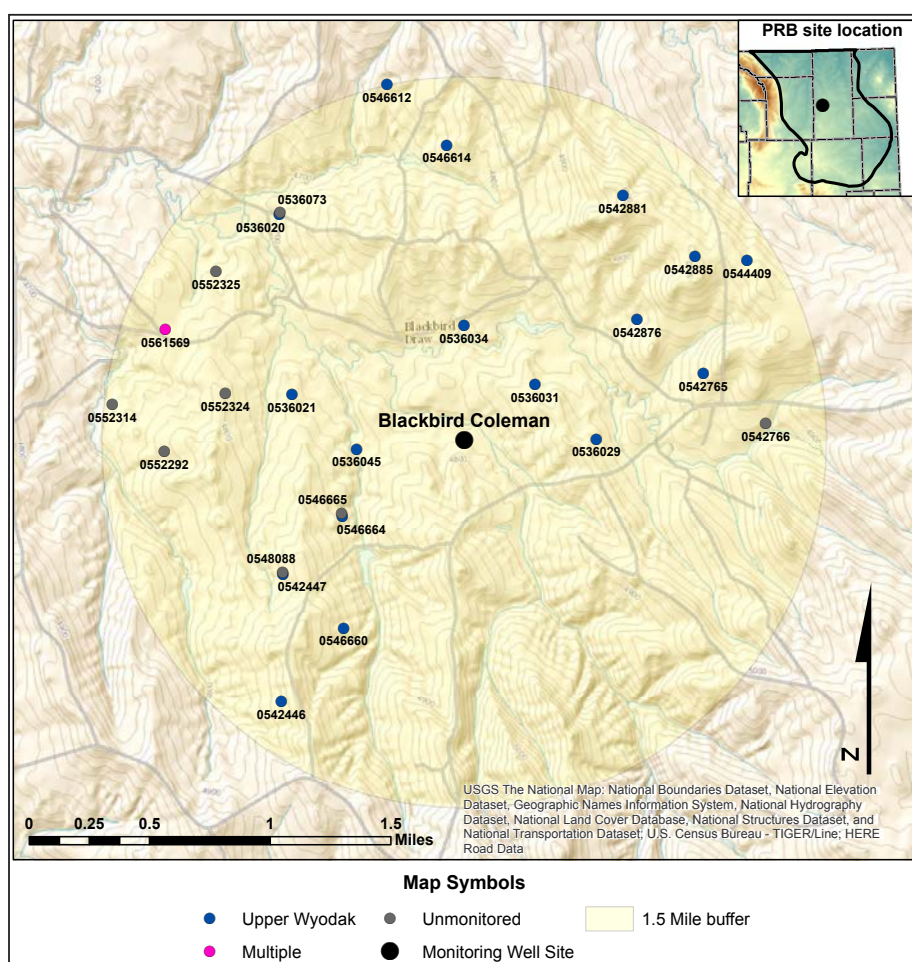 PRB site location
0546612
0546614
0536073
0536020
0542881
0552325
0542885
0544409
0561569
Blackbird
Draw
0536034
0542876
0552314
0552324
0536021
0536031
0542765
Blackbird Coleman
0542766
0552292
0536045
0536029
0546665
0546664
0548088
0542447
0546660
0542446
N
USGS The National Map: National Boundaries Dataset, National Elevation
Dataset, Geographic Names Information System, National Hydrography
Dataset, National Land Cover Database, National Structures Dataset, and
National Transportation Dataset; U.S. Census Bureau - TIGER/Line; HERE
Road Data
0 0.25 0.5 1 1.5
Miles
Map Symbols
Upper Wyodak Unmonitored 1.5 Mile buffer
Multiple Monitoring Well Site